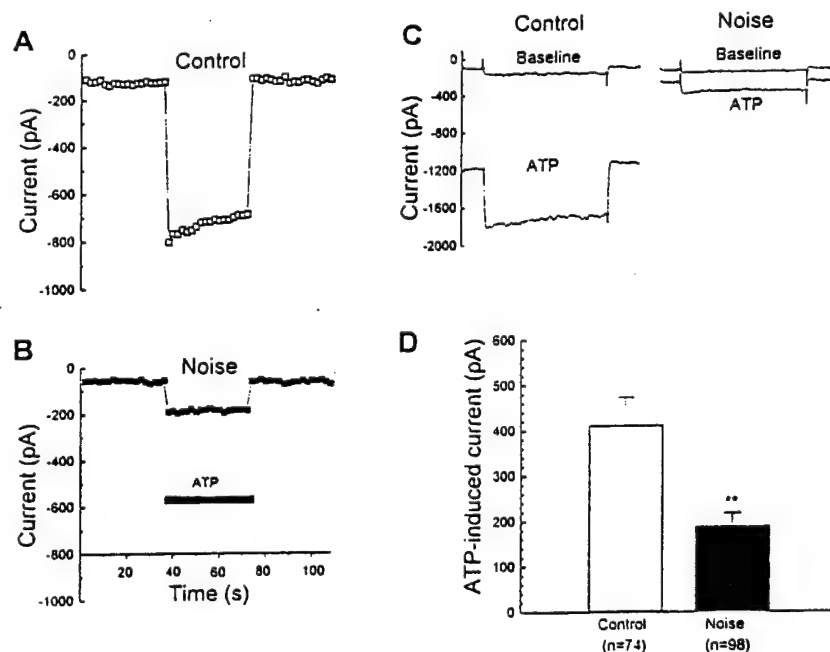 A
Control
Current (pA)
0
-200
-400
-600
-800
-1000
B
Noise
Current (pA)
0
-200
-400
-600
-800
-1000
ATP
20
40
60
80
100
Time (s)
C
Control
Noise
Current (pA)
0
-400
-800
-1200
-1600
-2000
Baseline
ATP
Baseline
ATP
D
ATP-induced current (pA)
600
500
400
300
200
100
0
**
Control
(n=74)
Noise
(n=98)